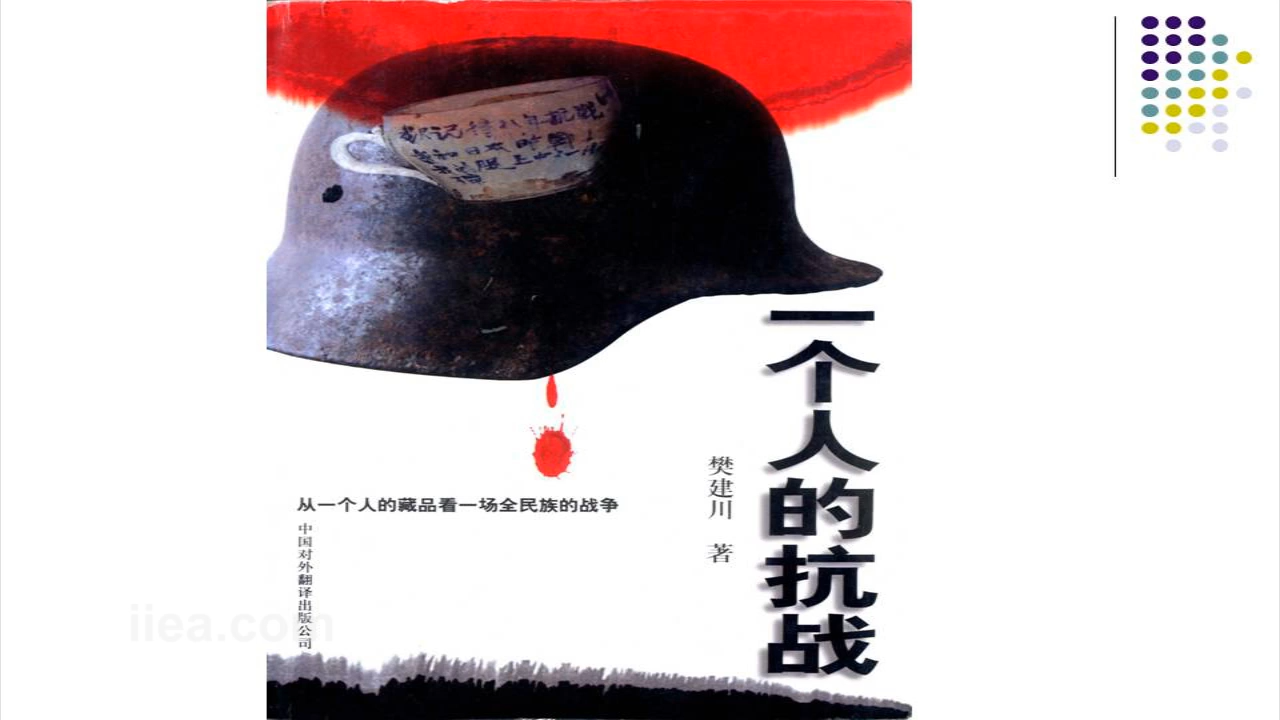 一个人的抗战
樊建川 著
从一个人的藏品看一场全民族的战争
中国对外翻译出版公司
iiea.com